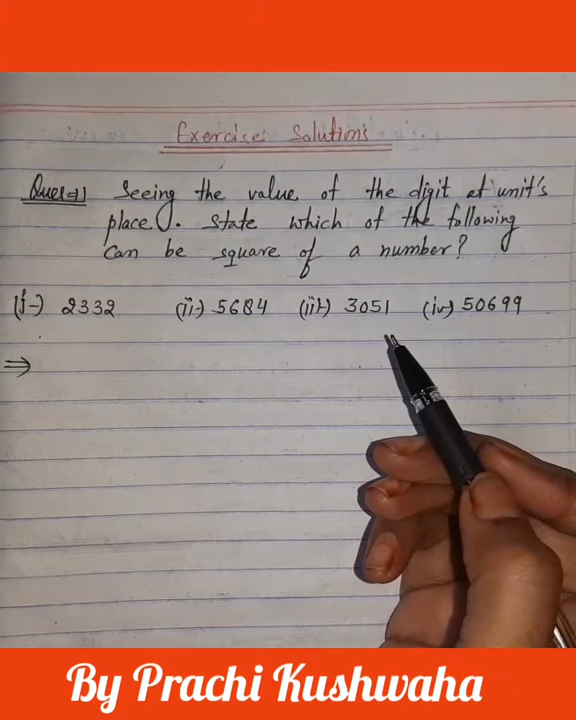 Exercise Solutions
Ques=1 Seeing the value of the digit at unit's
place. State which of the following
can be square of a number?
(i-) 2332 (ii-) 5684 (iii-) 3051 (iv-) 50699
⇒
By Prachi Kushwaha